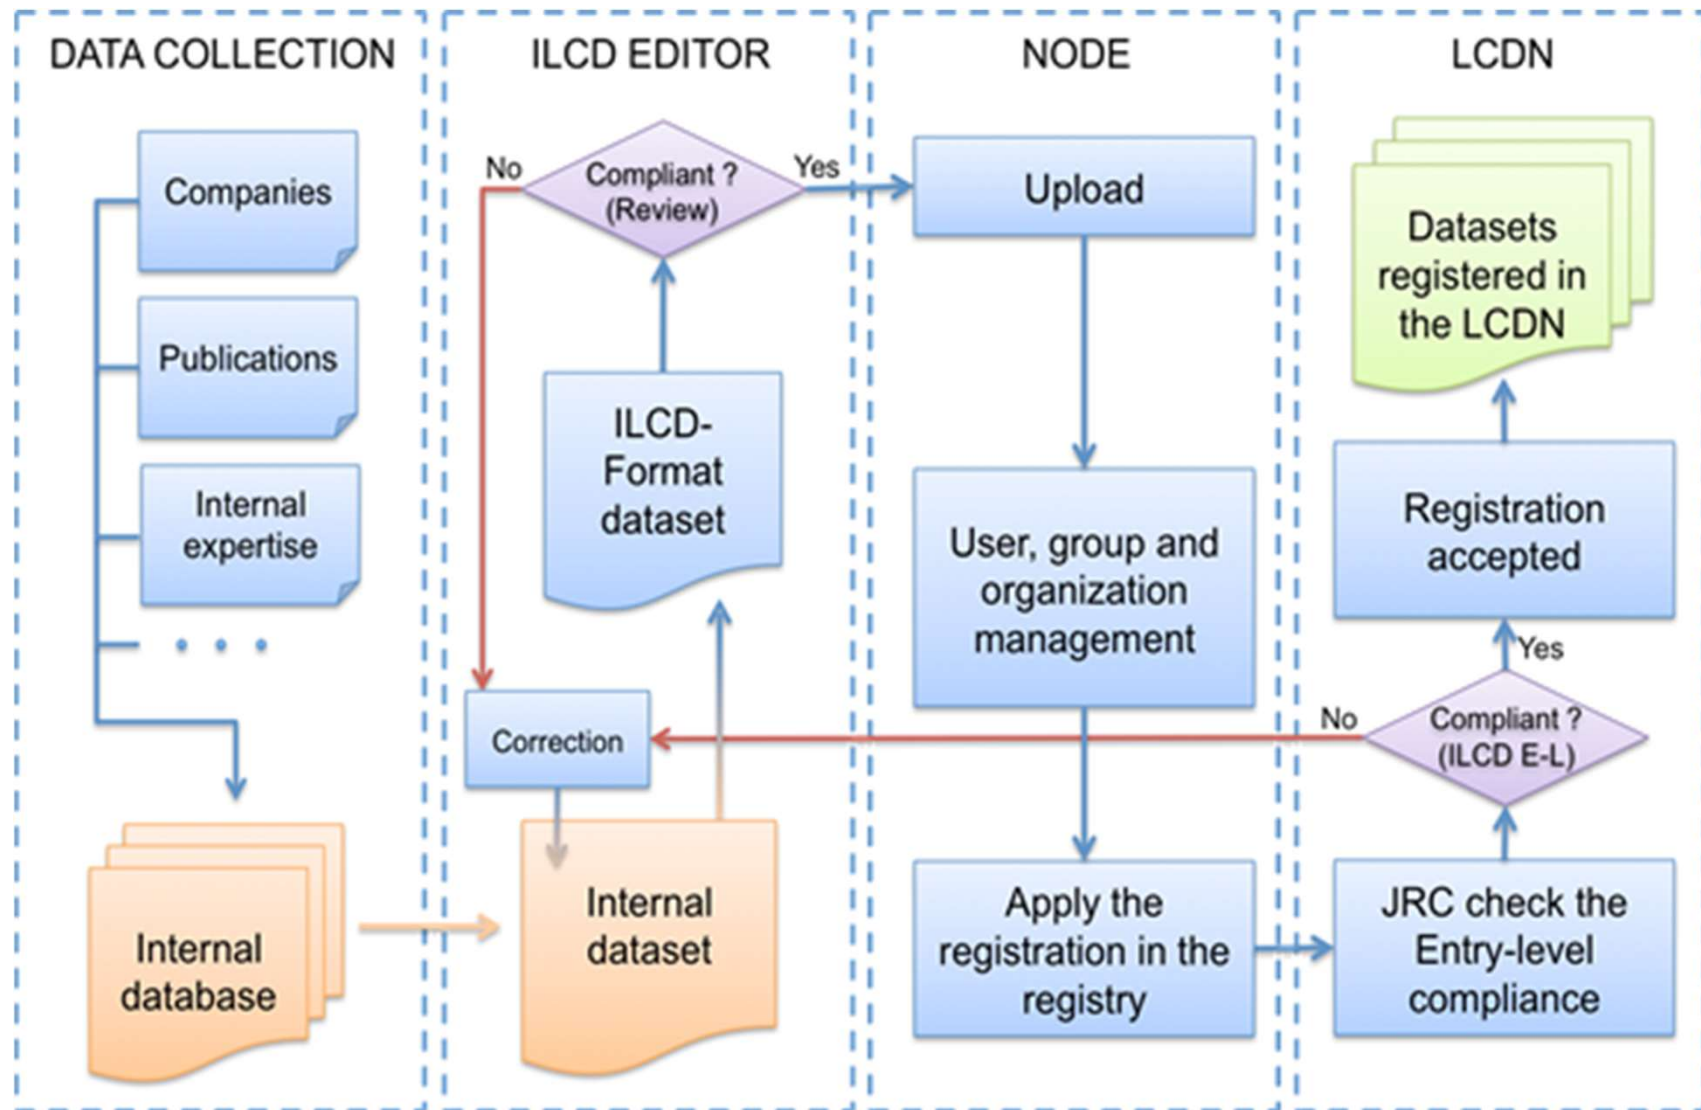 DATA COLLECTION
Companies
Publications
Internal
expertise
Internal
database
ILCD EDITOR
No
Compliant ?
(Review)
Yes
ILCD-
Format
dataset
Correction
Internal
dataset
NODE
Upload
User, group and
organization
management
Apply the
registration in the
registry
LCDN
Datasets
registered in
the LCDN
Registration
accepted
Yes
No
Compliant ?
(ILCD E-L)
JRC check the
Entry-level
compliance